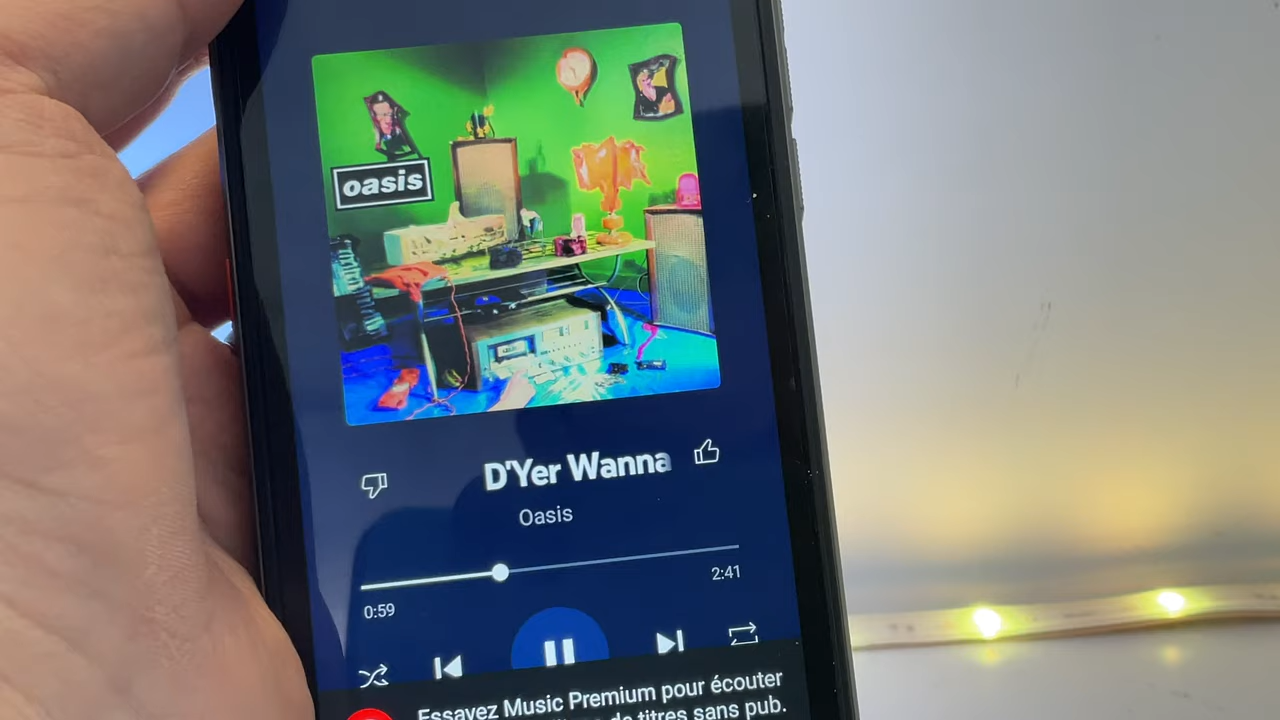 oasis
D'Yer Wanna
Oasis
2:41
0:59
Essayez Music Premium pour écouter
de titres sans pub.